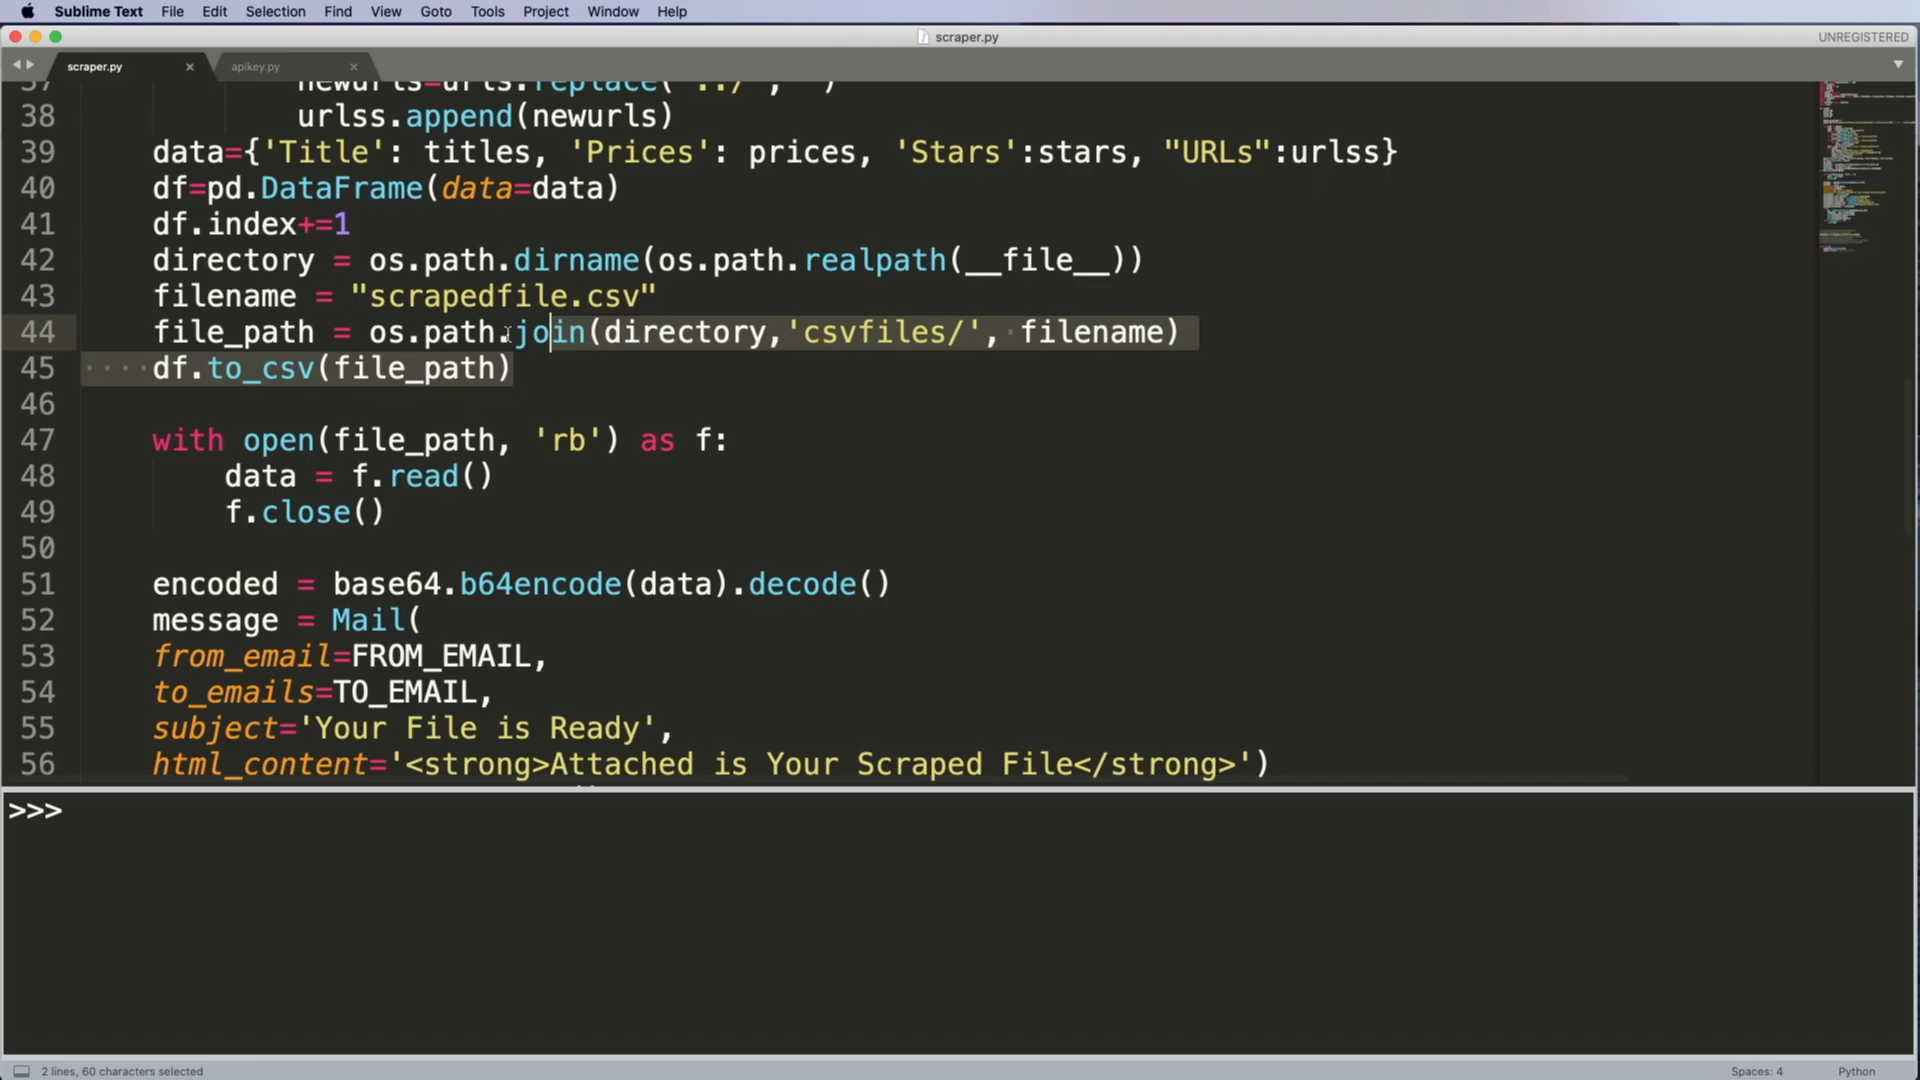 Sublime Text File Edit Selection Find View Goto Tools Project Window Help
scraper.py UNREGISTERED
scraper.py × apikey.py ×
37 newurls=urls.replace("../", "")
38 urlss.append(newurls)
39 data={'Title': titles, 'Prices': prices, 'Stars':stars, "URLs":urlss}
40 df=pd.DataFrame(data=data)
41 df.index+=1
42 directory = os.path.dirname(os.path.realpath(__file__))
43 filename = "scrapedfile.csv"
44 file_path = os.path.join(directory,'csvfiles/', filename)
45 df.to_csv(file_path)
46
47 with open(file_path, 'rb') as f:
48 data = f.read()
49 f.close()
50
51 encoded = base64.b64encode(data).decode()
52 message = Mail(
53 from_email=FROM_EMAIL,
54 to_emails=TO_EMAIL,
55 subject='Your File is Ready',
56 html_content='<strong>Attached is Your Scraped File</strong>')
>>>
2 lines, 60 characters selected Spaces: 4 Python